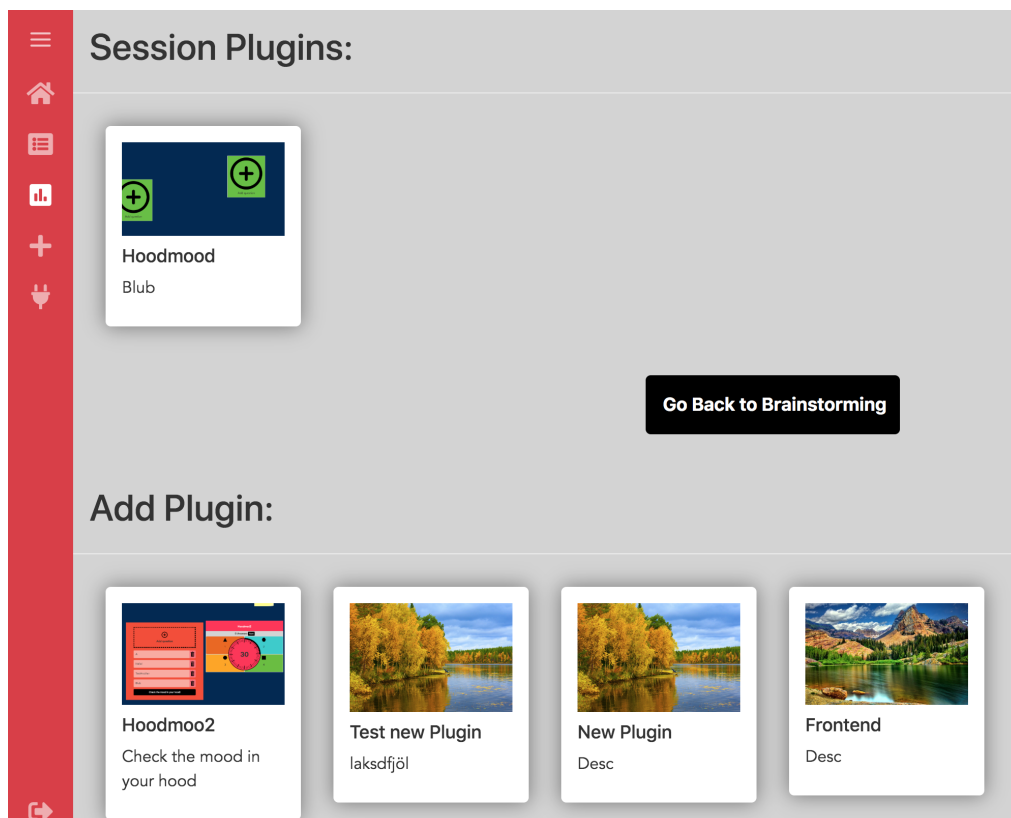 Session Plugins:
Hoodmood
Blub
Go Back to Brainstorming
Add Plugin:
30
Hoodmoo2
Check the mood in
your hood
Test new Plugin
laksdfjöl
New Plugin
Desc
Frontend
Desc